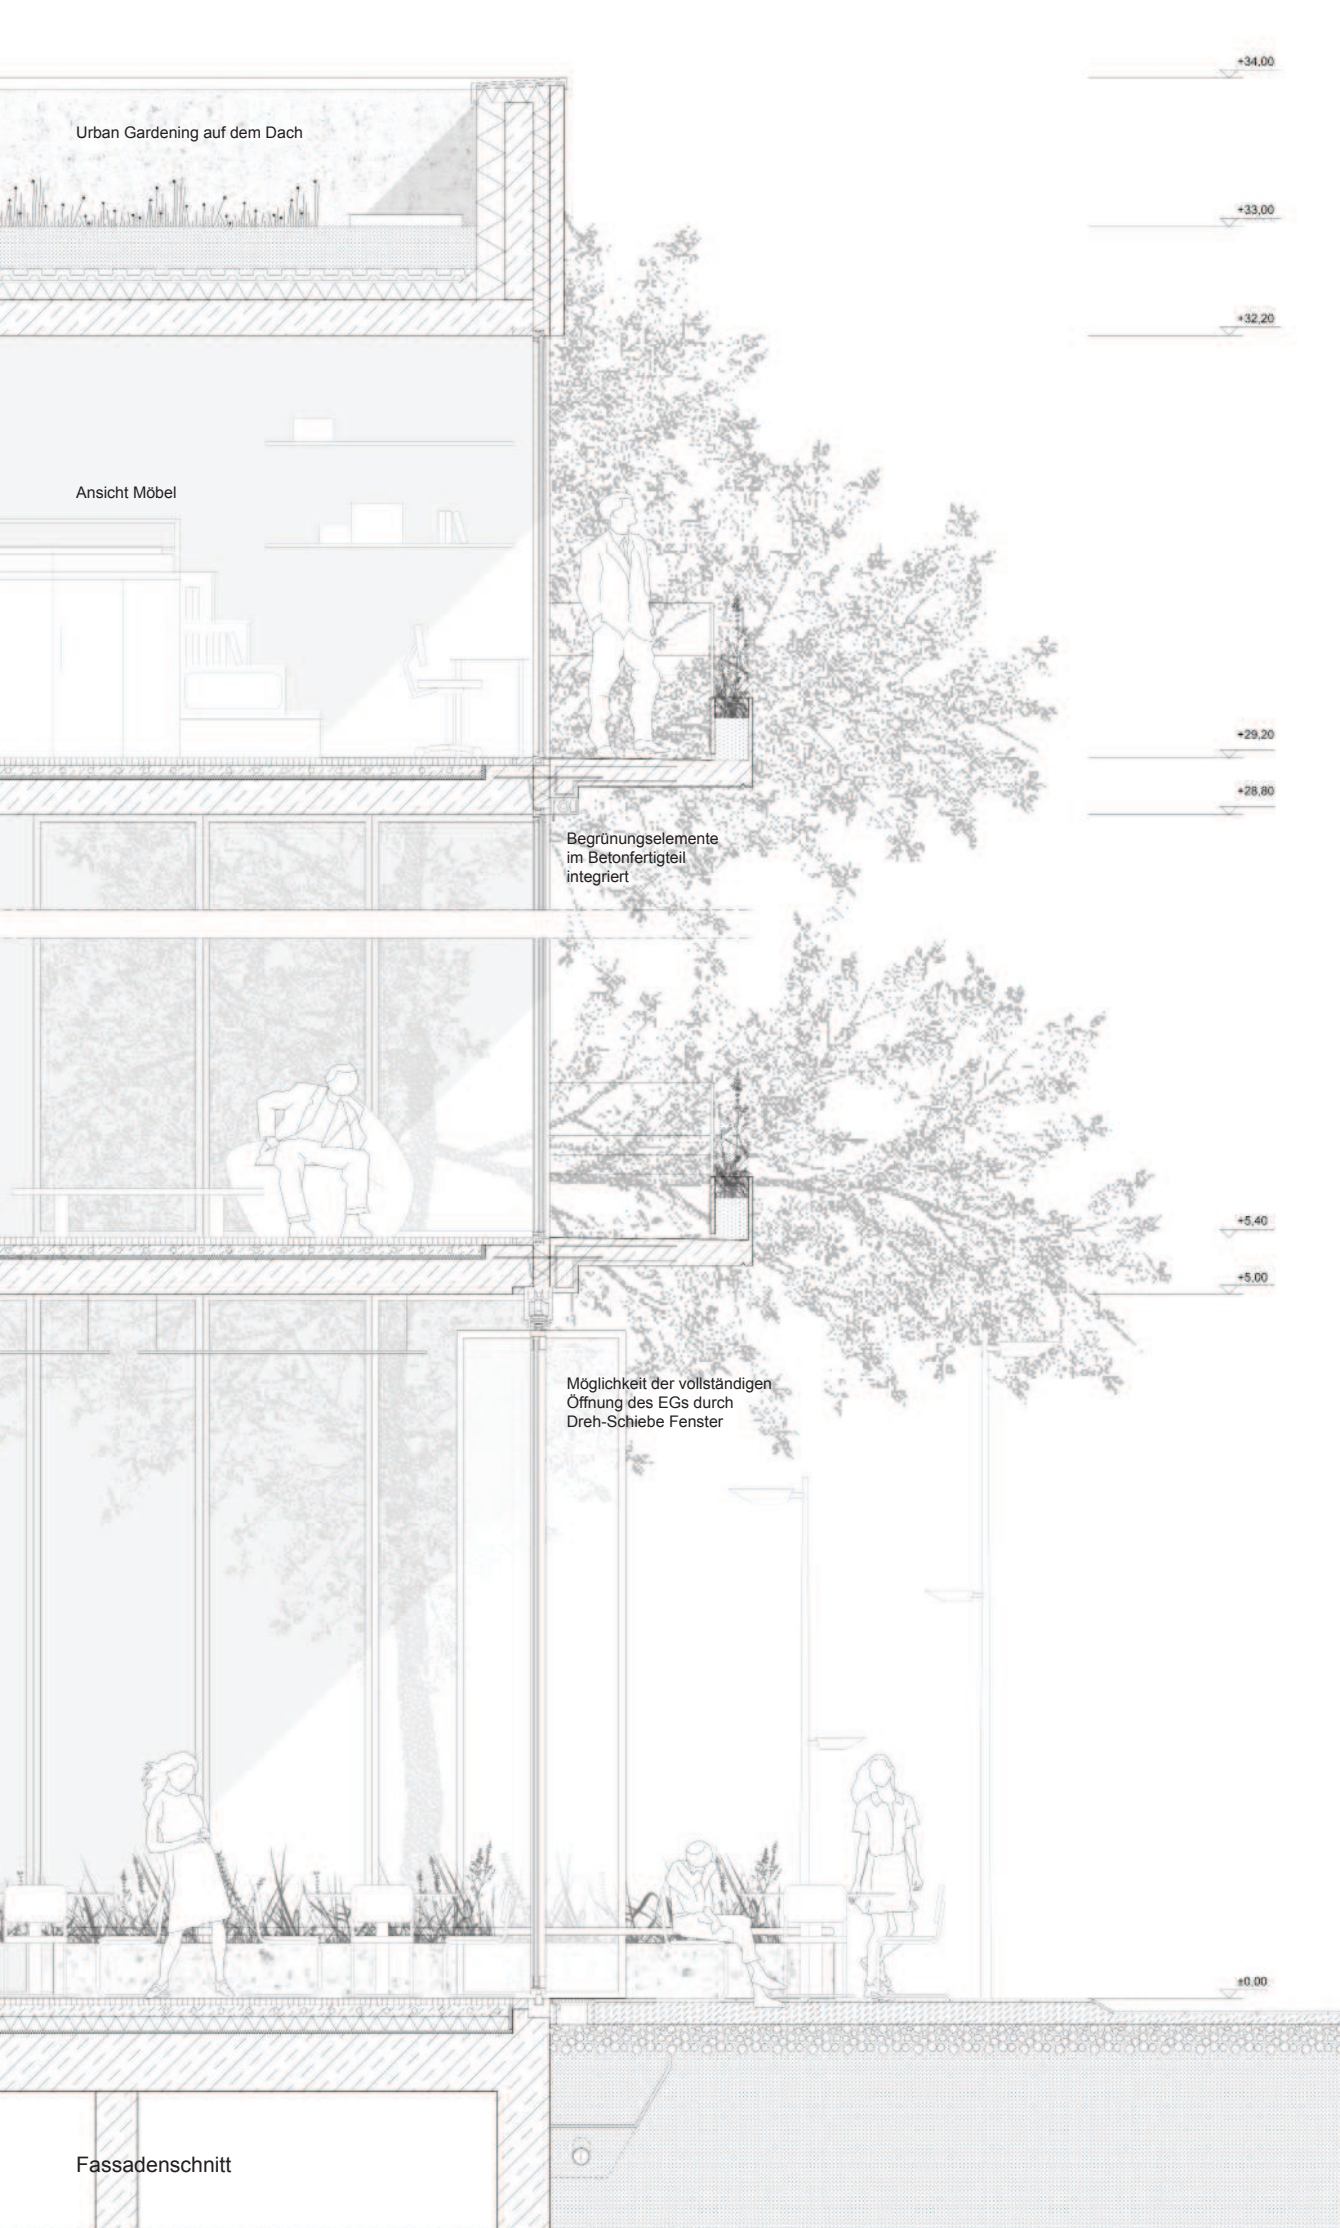 +34,00
Urban Gardening auf dem Dach
+33,00
+32,20
Ansicht Möbel
+29,20
+28,80
Begrünungselemente
im Betonfertigteil
integriert
+5,40
+5,00
Möglichkeit der vollständigen
Öffnung des EGs durch
Dreh-Schiebe Fenster
±0,00
Fassadenschnitt